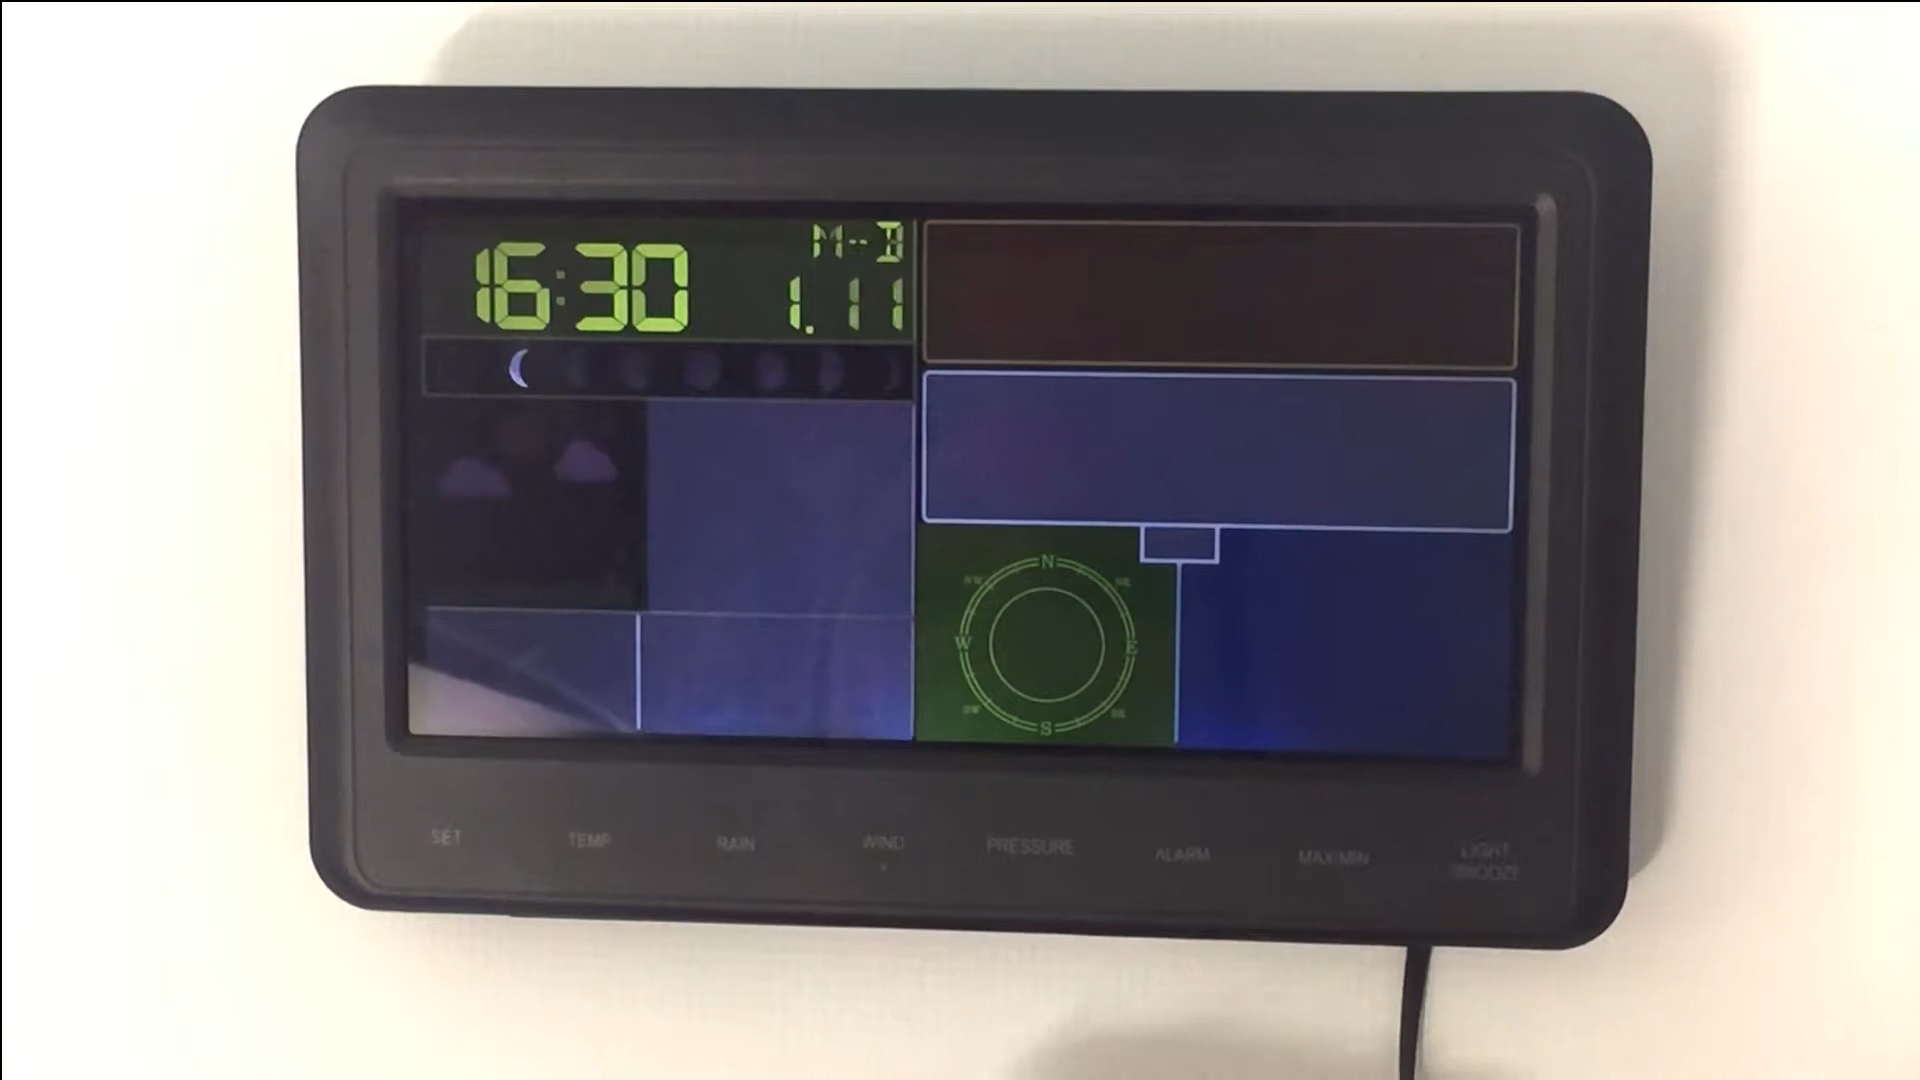 16:30
M--D
1.11
N
W E
S
SET TEMP RAIN WIND PRESSURE ALARM MAX/MIN LIGHT
SNOOZE